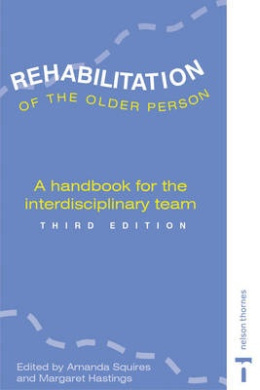 REHABILITATION
OF THE OLDER PERSON
A handbook for the
interdisciplinary team
THIRD EDITION
Edited by Amanda Squires
and Margaret Hastings
nelson thornes